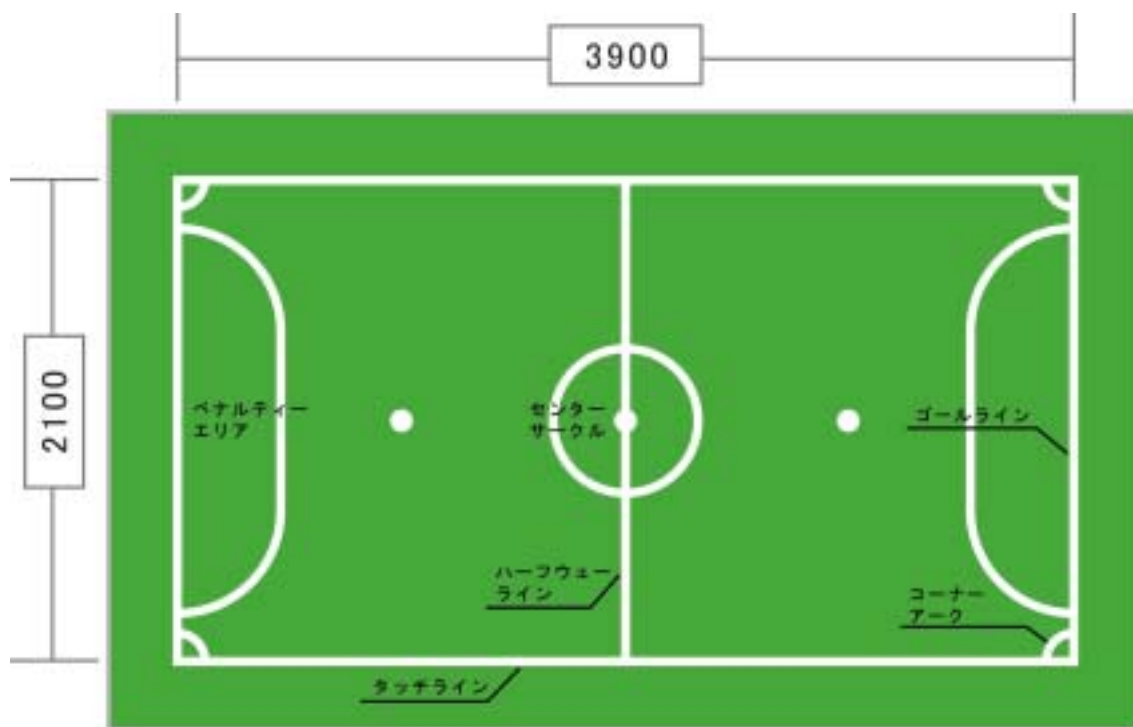 3900
2100
ペナルティー
エリア
センター
サークル
ゴールライン
ハーフウェー
ライン
コーナー
アーク
タッチライン